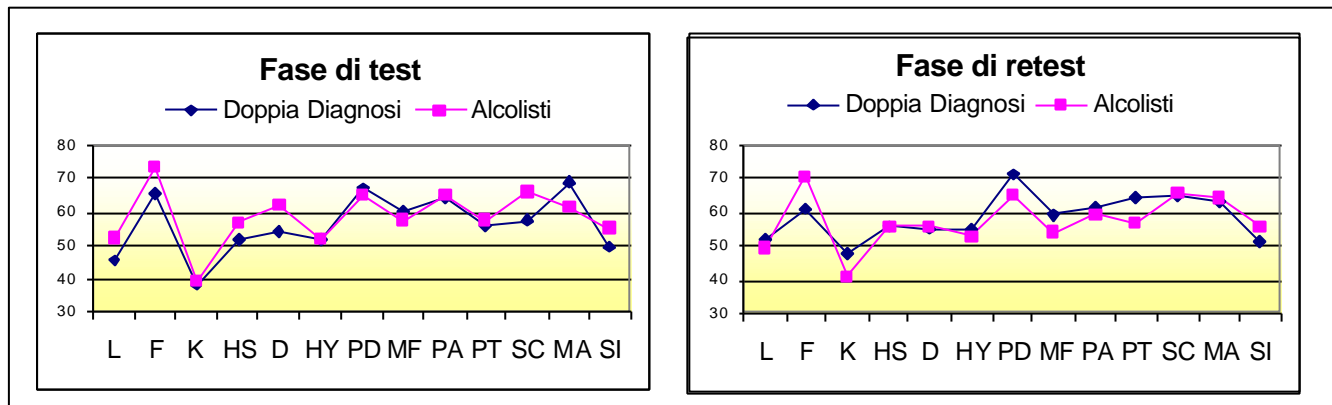 Fase di test
Doppia Diagnosi Alcolisti
80
70
60
50
40
30
L F K HS D HY PD MF PA PT SC MA SI
Fase di retest
Doppia Diagnosi Alcolisti
80
70
60
50
40
30
L F K HS D HY PD MF PA PT SC MA SI